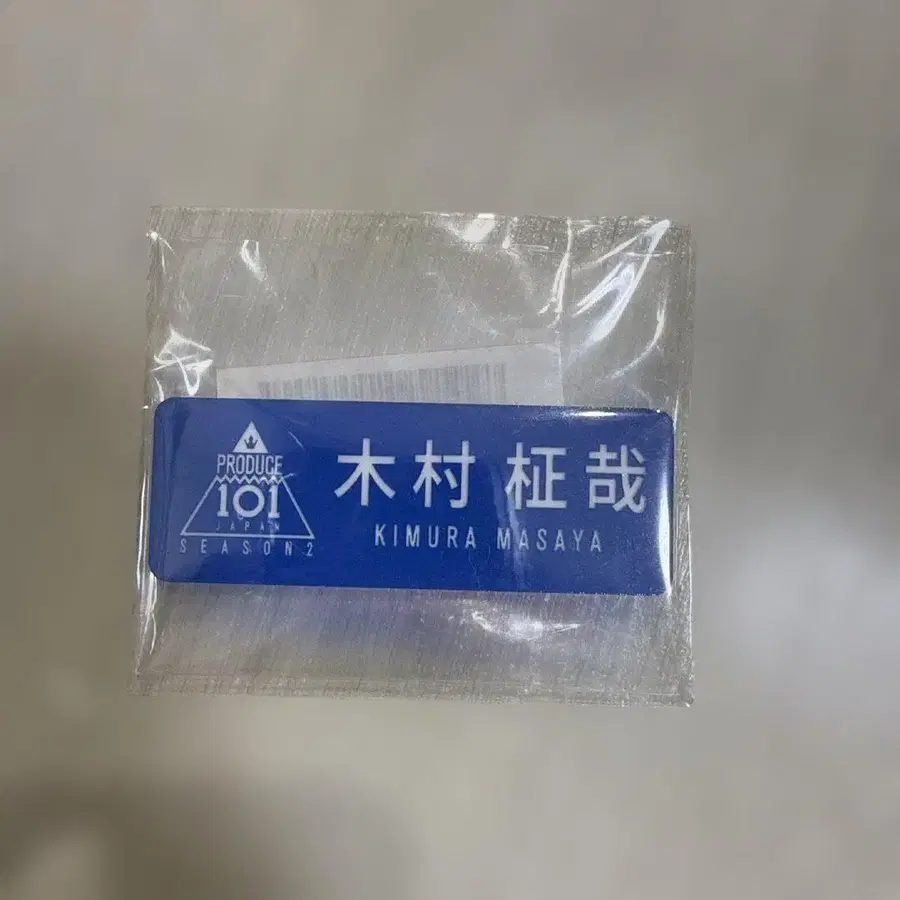 PRODUCE
101
JAPAN
SEASON2
木村 柾哉
KIMURA MASAYA